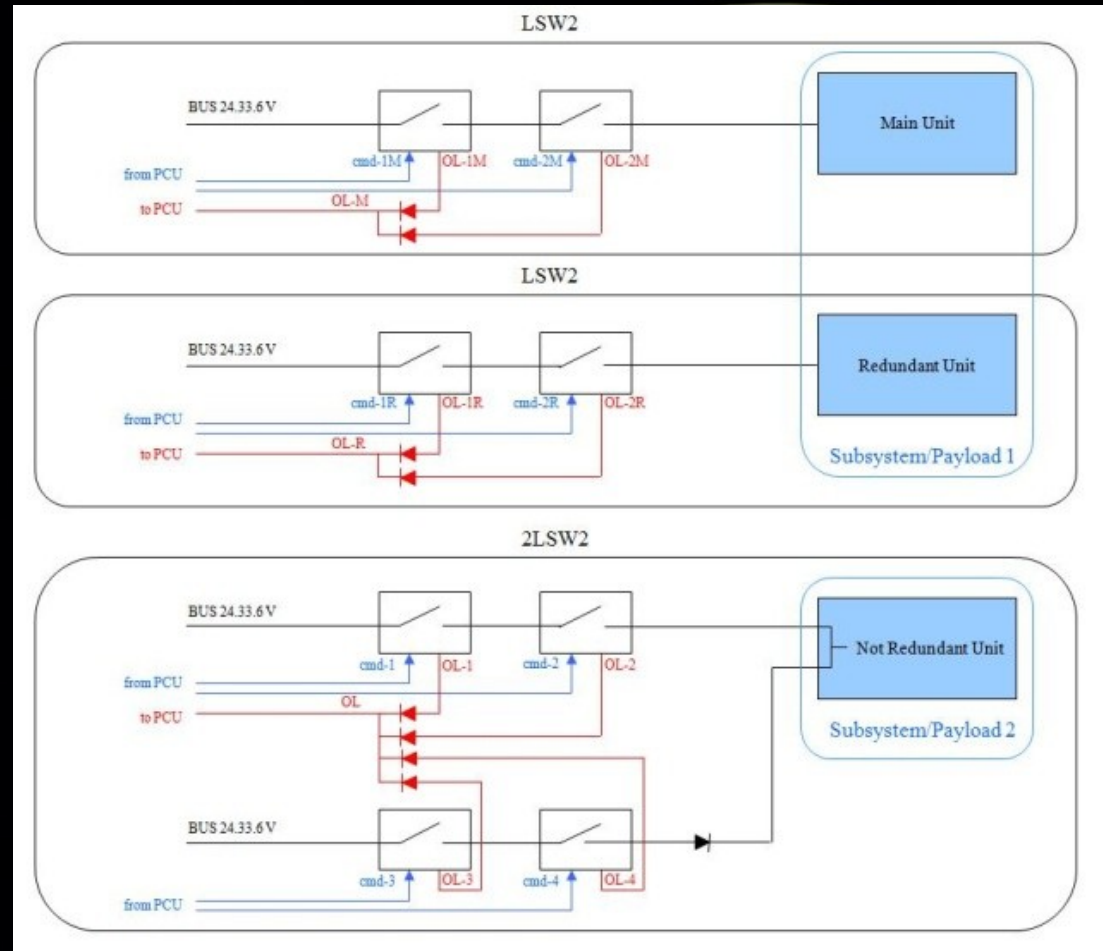 LSW2
BUS 24.33.6 V
Main Unit
cmd-1M OL-1M cmd-2M OL-2M
from PCU
to PCU OL-M
LSW2
BUS 24.33.6 V
Redundant Unit
cmd-1R OL-1R cmd-2R OL-2R
from PCU
to PCU OL-R
Subsystem/Payload 1
2LSW2
BUS 24.33.6 V
Not Redundant Unit
cmd-1 OL-1 cmd-2 OL-2
from PCU
to PCU OL
Subsystem/Payload 2
BUS 24.33.6 V
cmd-3 OL-3 cmd-4 OL-4
from PCU